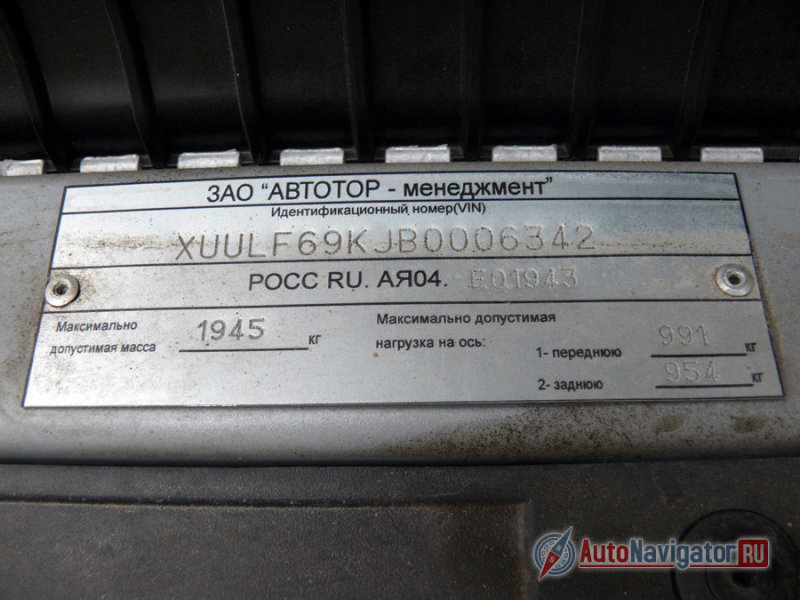 ЗАО "АВТОТОР - менеджмент"
Идентификационный номер(VIN)
XUULF69KJB0006342
РОСС RU. АЯ04. E01943
Максимально допустимая масса 1945 кг
Максимально допустимая нагрузка на ось:
1- переднюю 991 кг
2- заднюю 954 кг
AutoNavigator.RU